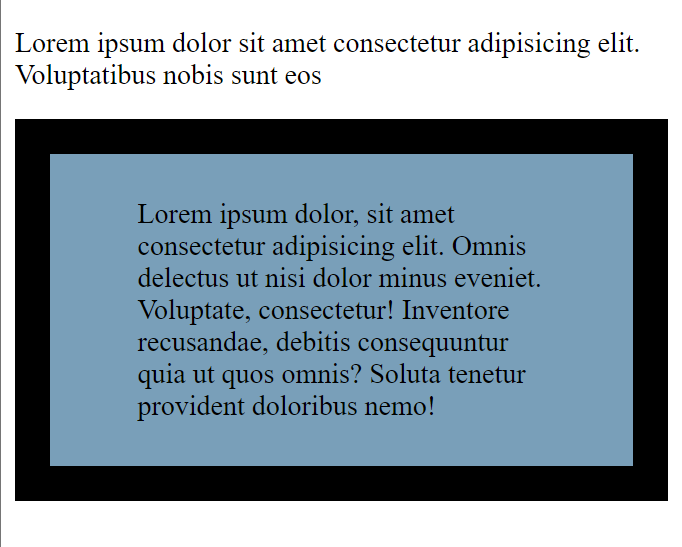 Lorem ipsum dolor sit amet consectetur adipisicing elit.
Voluptatibus nobis sunt eos
Lorem ipsum dolor, sit amet
consectetur adipisicing elit. Omnis
delectus ut nisi dolor minus eveniet.
Voluptate, consectetur! Inventore
recusandae, debitis consequuntur
quia ut quos omnis? Soluta tenetur
provident doloribus nemo!